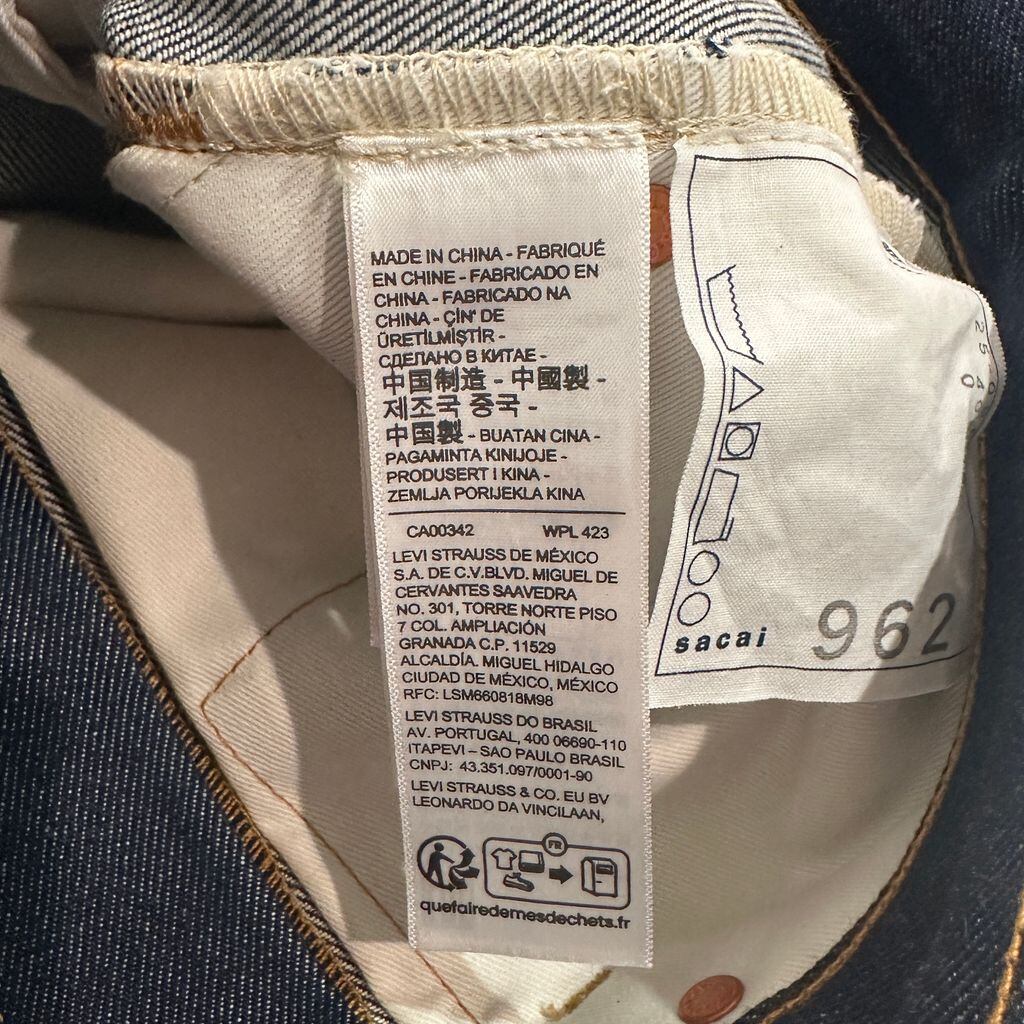 MADE IN CHINA - FABRIQUÉ
EN CHINE - FABRICADO EN
CHINA - FABRICADO NA
CHINA - ÇİN' DE
ÜRETİLMİŞTİR -
СДЕЛАНО В КИТАЕ -
中国制造 - 中國製 -
제조국 중국 -
中国製 - BUATAN CINA -
PAGAMINTA KINIJOJE -
PRODUSERT I KINA -
ZEMLJA PORIJEKLA KINA
CA00342 WPL 423
LEVI STRAUSS DE MÉXICO
S.A. DE C.V.BLVD. MIGUEL DE
CERVANTES SAAVEDRA
NO. 301, TORRE NORTE PISO
7 COL. AMPLIACIÓN
GRANADA C.P. 11529
ALCALDÍA. MIGUEL HIDALGO
CIUDAD DE MÉXICO, MÉXICO
RFC: LSM660818M98
LEVI STRAUSS DO BRASIL
AV. PORTUGAL, 400 06690-110
ITAPEVI – SAO PAULO BRASIL
CNPJ: 43.351.097/0001-90
LEVI STRAUSS & CO. EU BV
LEONARDO DA VINCILAAN,
FR
quefairedemesdechets.fr
sacai 962